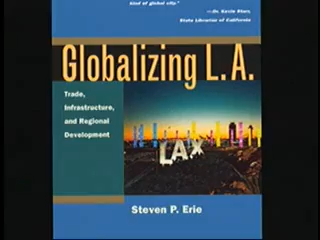 kind of global city."
—Dr. Kevin Starr,
State Librarian of California
Globalizing L.A.
Trade,
Infrastructure,
and Regional
Development
LAX
Steven P. Erie